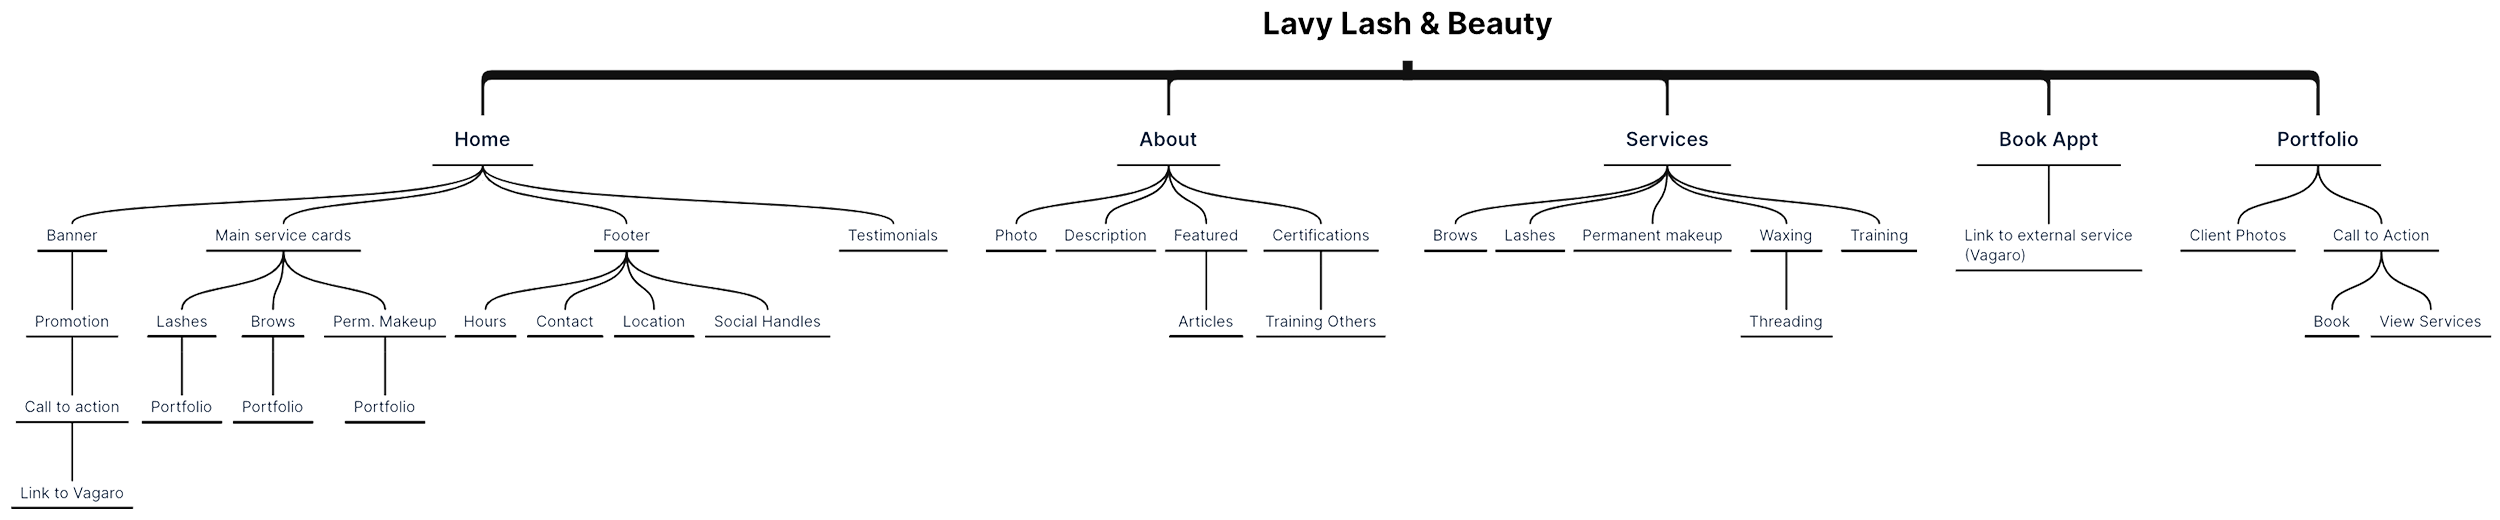 Lavy Lash & Beauty
Home
About
Services
Book Appt
Portfolio
Banner
Main service cards
Footer
Testimonials
Photo
Description
Featured
Certifications
Brows
Lashes
Permanent makeup
Waxing
Training
Link to external service
(Vagaro)
Client Photos
Call to Action
Promotion
Lashes
Brows
Perm. Makeup
Hours
Contact
Location
Social Handles
Articles
Training Others
Threading
Book
View Services
Call to action
Portfolio
Portfolio
Portfolio
Link to Vagaro